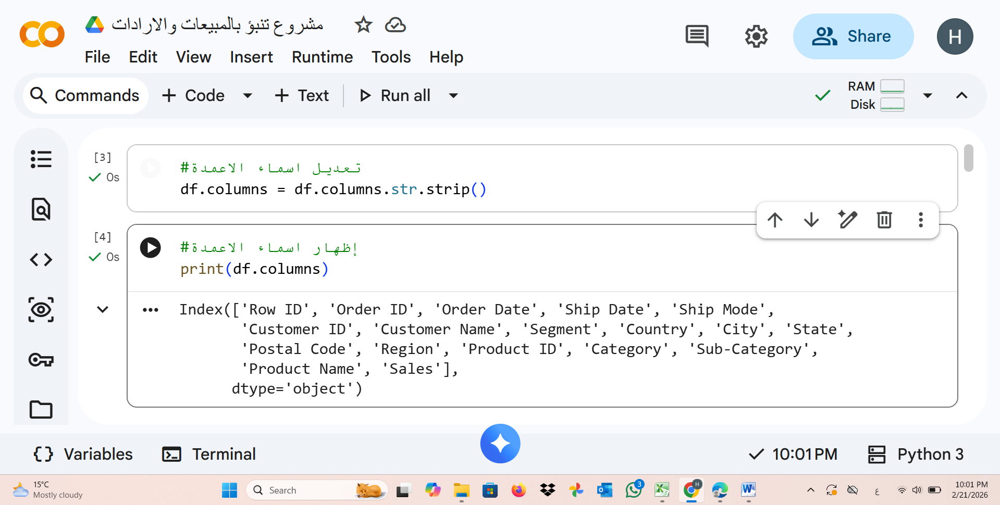 مشروع تنبؤ بالمبيعات والارادات
File Edit View Insert Runtime Tools Help
Share
H
Commands + Code + Text Run all
RAM
Disk
[3]
0s
#تعديل اسماء الاعمدة
df.columns = df.columns.str.strip()
[4]
0s
#إظهار اسماء الاعمدة
print(df.columns)
Index(['Row ID', 'Order ID', 'Order Date', 'Ship Date', 'Ship Mode',
'Customer ID', 'Customer Name', 'Segment', 'Country', 'City', 'State',
'Postal Code', 'Region', 'Product ID', 'Category', 'Sub-Category',
'Product Name', 'Sales'],
dtype='object')
Variables Terminal 10:01 PM Python 3
15°C
Mostly cloudy
Search
3
H
ع
10:01 PM
2/21/2026